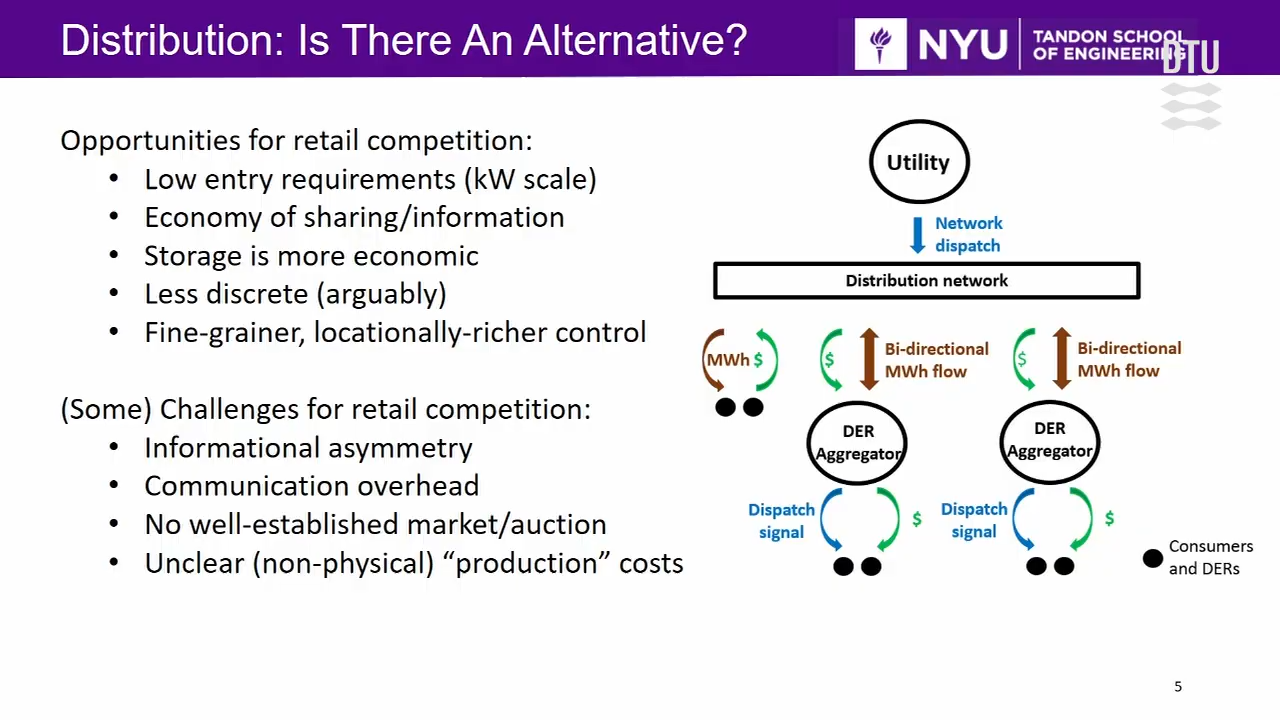 Distribution: Is There An Alternative?
NYU
TANDON SCHOOL
OF ENGINEERING
DTU
Opportunities for retail competition:
• Low entry requirements (kW scale)
• Economy of sharing/information
• Storage is more economic
• Less discrete (arguably)
• Fine-grainer, locationally-richer control
(Some) Challenges for retail competition:
• Informational asymmetry
• Communication overhead
• No well-established market/auction
• Unclear (non-physical) “production” costs
Utility
Network
dispatch
Distribution network
MWh $
$
Bi-directional
MWh flow
$
Bi-directional
MWh flow
DER
Aggregator
DER
Aggregator
Dispatch
signal
$
Dispatch
signal
$
Consumers
and DERs
5